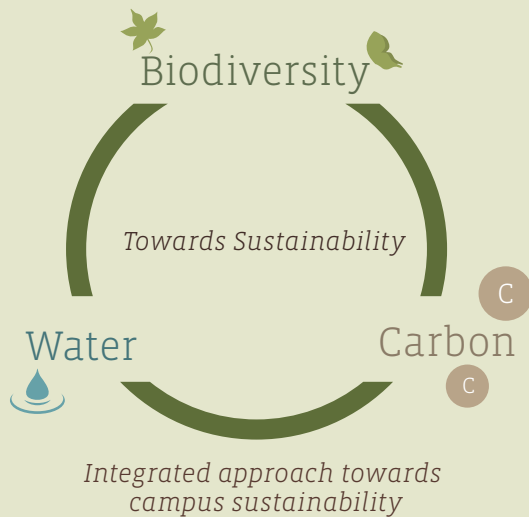 Biodiversity
Towards Sustainability
C
Water
Carbon
C
Integrated approach towards
campus sustainability